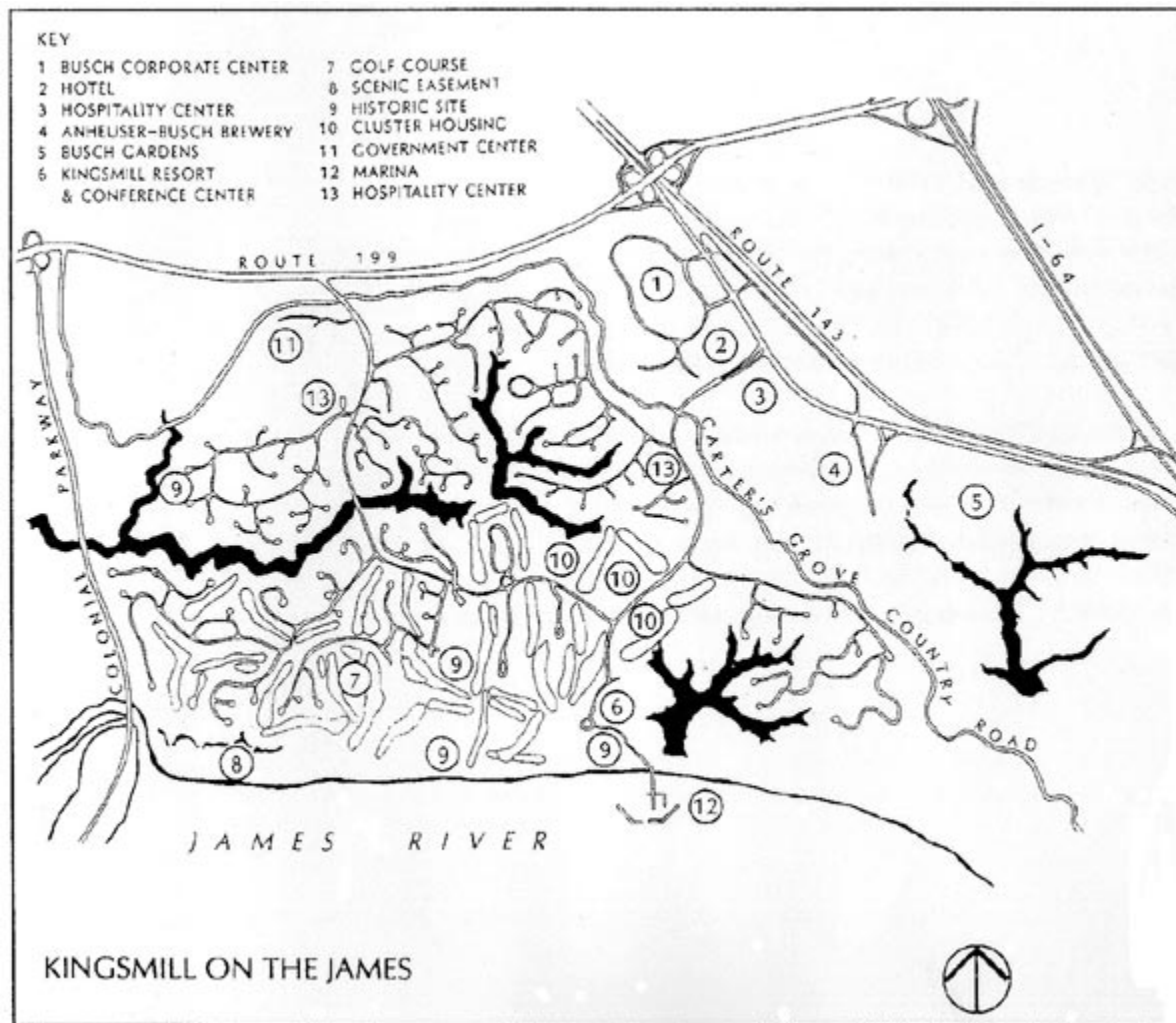 KEY
1 BUSCH CORPORATE CENTER
2 HOTEL
3 HOSPITALITY CENTER
4 ANHEUSER-BUSCH BREWERY
5 BUSCH GARDENS
6 KINGSMILL RESORT
& CONFERENCE CENTER
7 GOLF COURSE
8 SCENIC EASEMENT
9 HISTORIC SITE
10 CLUSTER HOUSING
11 GOVERNMENT CENTER
12 MARINA
13 HOSPITALITY CENTER
ROUTE 199
ROUTE 143
I-64
1
2
3
4
5
11
13
9
13
10
10
10
9
7
6
9
9
8
12
COLONIAL PARKWAY
CARTER'S GROVE COUNTRY ROAD
JAMES RIVER
KINGSMILL ON THE JAMES